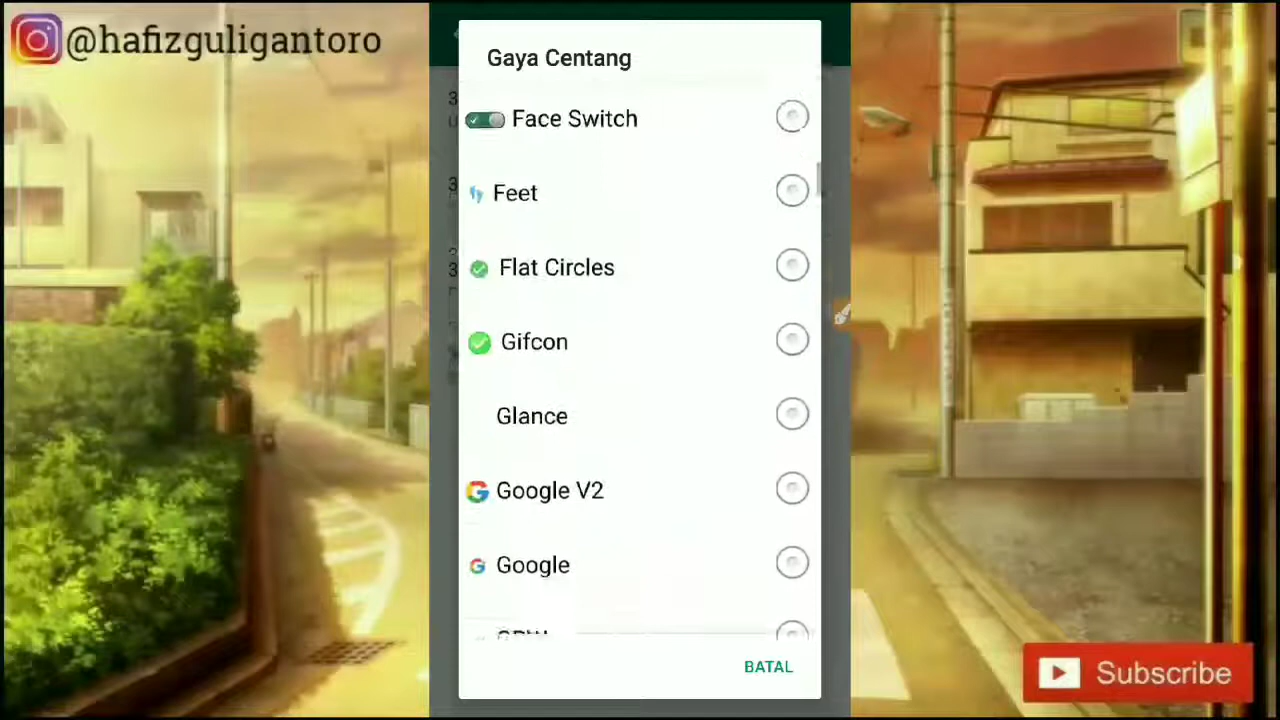 @hafizguligantoro
Gaya Centang
Face Switch
Feet
Flat Circles
Gifcon
Glance
Google V2
Google
BATAL
Subscribe